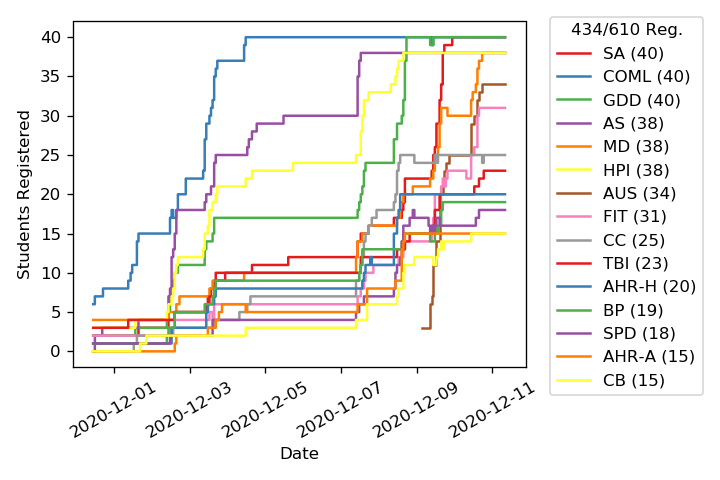 434/610 Reg.
SA (40)
COML (40)
GDD (40)
AS (38)
MD (38)
HPI (38)
AUS (34)
FIT (31)
CC (25)
TBI (23)
AHR-H (20)
BP (19)
SPD (18)
AHR-A (15)
CB (15)
Students Registered
40
35
30
25
20
15
10
5
0
2020-12-01
2020-12-03
2020-12-05
2020-12-07
2020-12-09
2020-12-11
Date